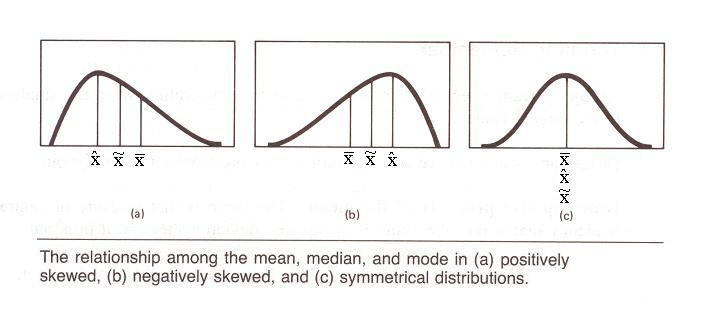 x̂ x̃ x̅
x̅ x̃ x̂
x̅
x̂
x̃
(a)
(b)
(c)
The relationship among the mean, median, and mode in (a) positively
skewed, (b) negatively skewed, and (c) symmetrical distributions.